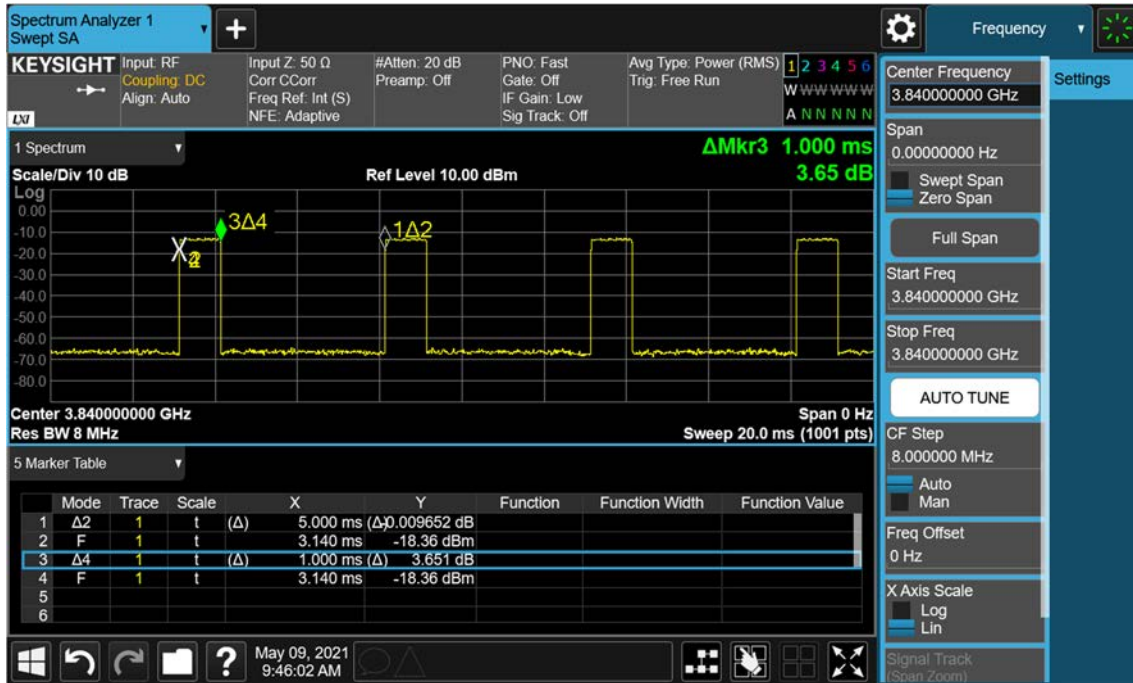 Spectrum Analyzer 1
Swept SA
+
Frequency
KEYSIGHT
LXI
Input: RF
Coupling: DC
Align: Auto
Input Z: 50 Ω
Corr CCorr
Freq Ref: Int (S)
NFE: Adaptive
#Atten: 20 dB
Preamp: Off
PNO: Fast
Gate: Off
IF Gain: Low
Sig Track: Off
Avg Type: Power (RMS)
Trig: Free Run
1 2 3 4 5 6
W W W W W W
A N N N N N
1 Spectrum
ΔMkr3 1.000 ms
3.65 dB
Scale/Div 10 dB
Ref Level 10.00 dBm
Log
0.00
-10.0
-20.0
-30.0
-40.0
-50.0
-60.0
-70.0
-80.0
3Δ4
1Δ2
Center 3.840000000 GHz
Span 0 Hz
Res BW 8 MHz
Sweep 20.0 ms (1001 pts)
5 Marker Table
Mode Trace Scale X Y Function Function Width Function Value
1 Δ2 1 t (Δ) 5.000 ms (Δ) -0.009652 dB
2 F 1 t 3.140 ms -18.36 dBm
3 Δ4 1 t (Δ) 1.000 ms (Δ) 3.651 dB
4 F 1 t 3.140 ms -18.36 dBm
5
6
?
May 09, 2021
9:46:02 AM
Center Frequency
3.840000000 GHz
Settings
Span
0.00000000 Hz
Swept Span
Zero Span
Full Span
Start Freq
3.840000000 GHz
Stop Freq
3.840000000 GHz
AUTO TUNE
CF Step
8.000000 MHz
Auto
Man
Freq Offset
0 Hz
X Axis Scale
Log
Lin
Signal Track
(Span Zoom)